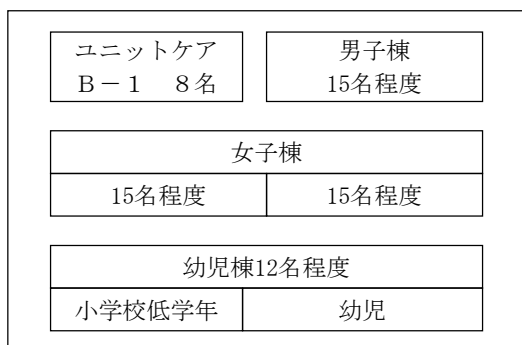 ユニットケア
B-1 8名
男子棟
15名程度
女子棟
15名程度
15名程度
幼児棟12名程度
小学校低学年
幼児